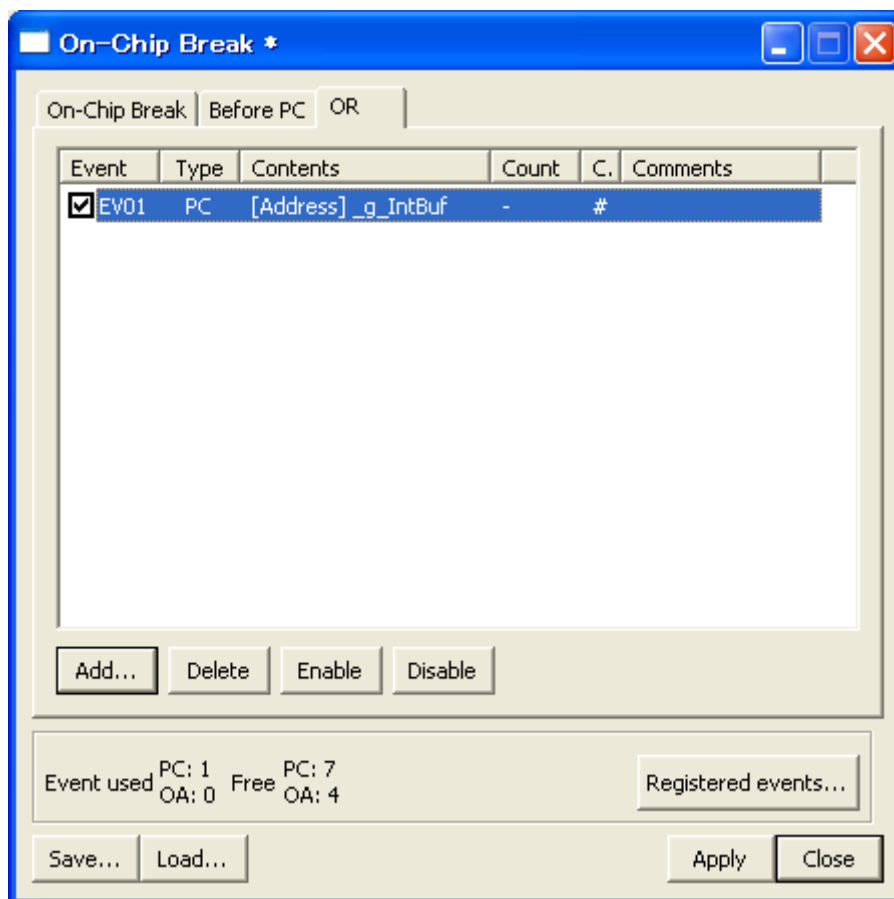 On-Chip Break *
On-Chip Break Before PC OR
Event Type Contents Count C. Comments
EV01 PC [Address] _g_IntBuf - #
Add... Delete Enable Disable
Event used PC: 1 Free PC: 7
OA: 0 OA: 4
Registered events...
Save... Load... Apply Close